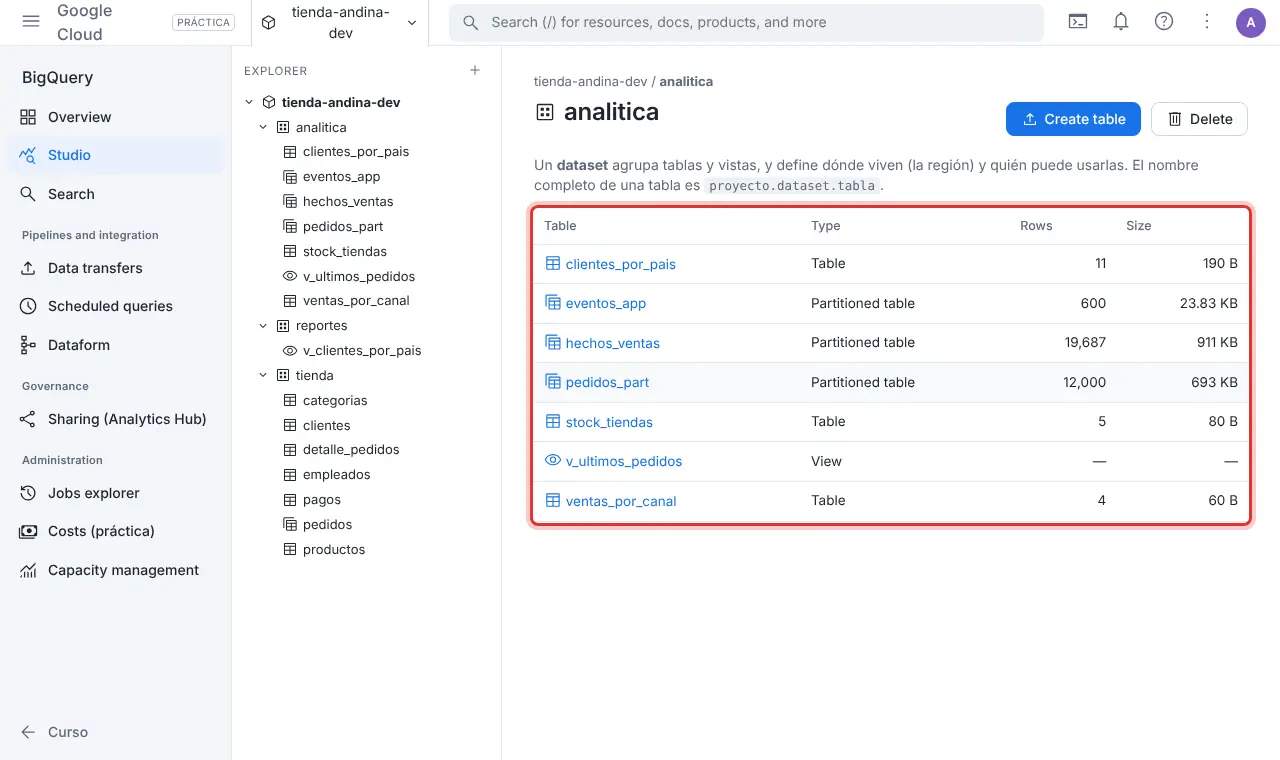 Google Cloud
PRÁCTICA
tienda-andina-dev
Search (/) for resources, docs, products, and more
A
BigQuery
Overview
Studio
Search
Pipelines and integration
Data transfers
Scheduled queries
Dataform
Governance
Sharing (Analytics Hub)
Administration
Jobs explorer
Costs (práctica)
Capacity management
Curso
EXPLORER
tienda-andina-dev
analitica
clientes_por_pais
eventos_app
hechos_ventas
pedidos_part
stock_tiendas
v_ultimos_pedidos
ventas_por_canal
reportes
v_clientes_por_pais
tienda
categorias
clientes
detalle_pedidos
empleados
pagos
pedidos
productos
tienda-andina-dev / analitica
analitica
Create table
Delete
Un dataset agrupa tablas y vistas, y define dónde viven (la región) y quién puede usarlas. El nombre
completo de una tabla es proyecto.dataset.tabla.
Table Type Rows Size
clientes_por_pais Table 11 190 B
eventos_app Partitioned table 600 23.83 KB
hechos_ventas Partitioned table 19,687 911 KB
pedidos_part Partitioned table 12,000 693 KB
stock_tiendas Table 5 80 B
v_ultimos_pedidos View — —
ventas_por_canal Table 4 60 B